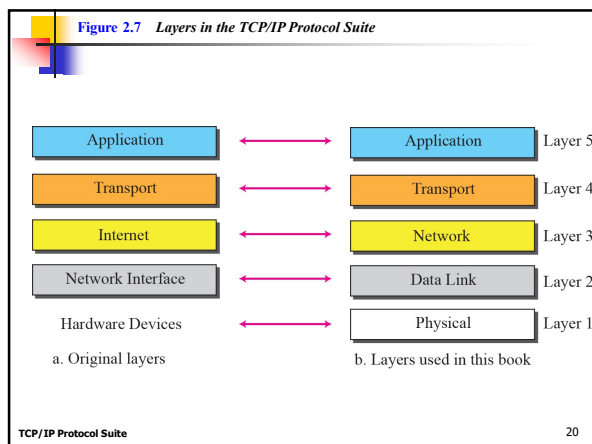 Figure 2.7 Layers in the TCP/IP Protocol Suite
Application Application Layer 5
Transport Transport Layer 4
Internet Network Layer 3
Network Interface Data Link Layer 2
Hardware Devices Physical Layer 1
a. Original layers b. Layers used in this book
TCP/IP Protocol Suite 20